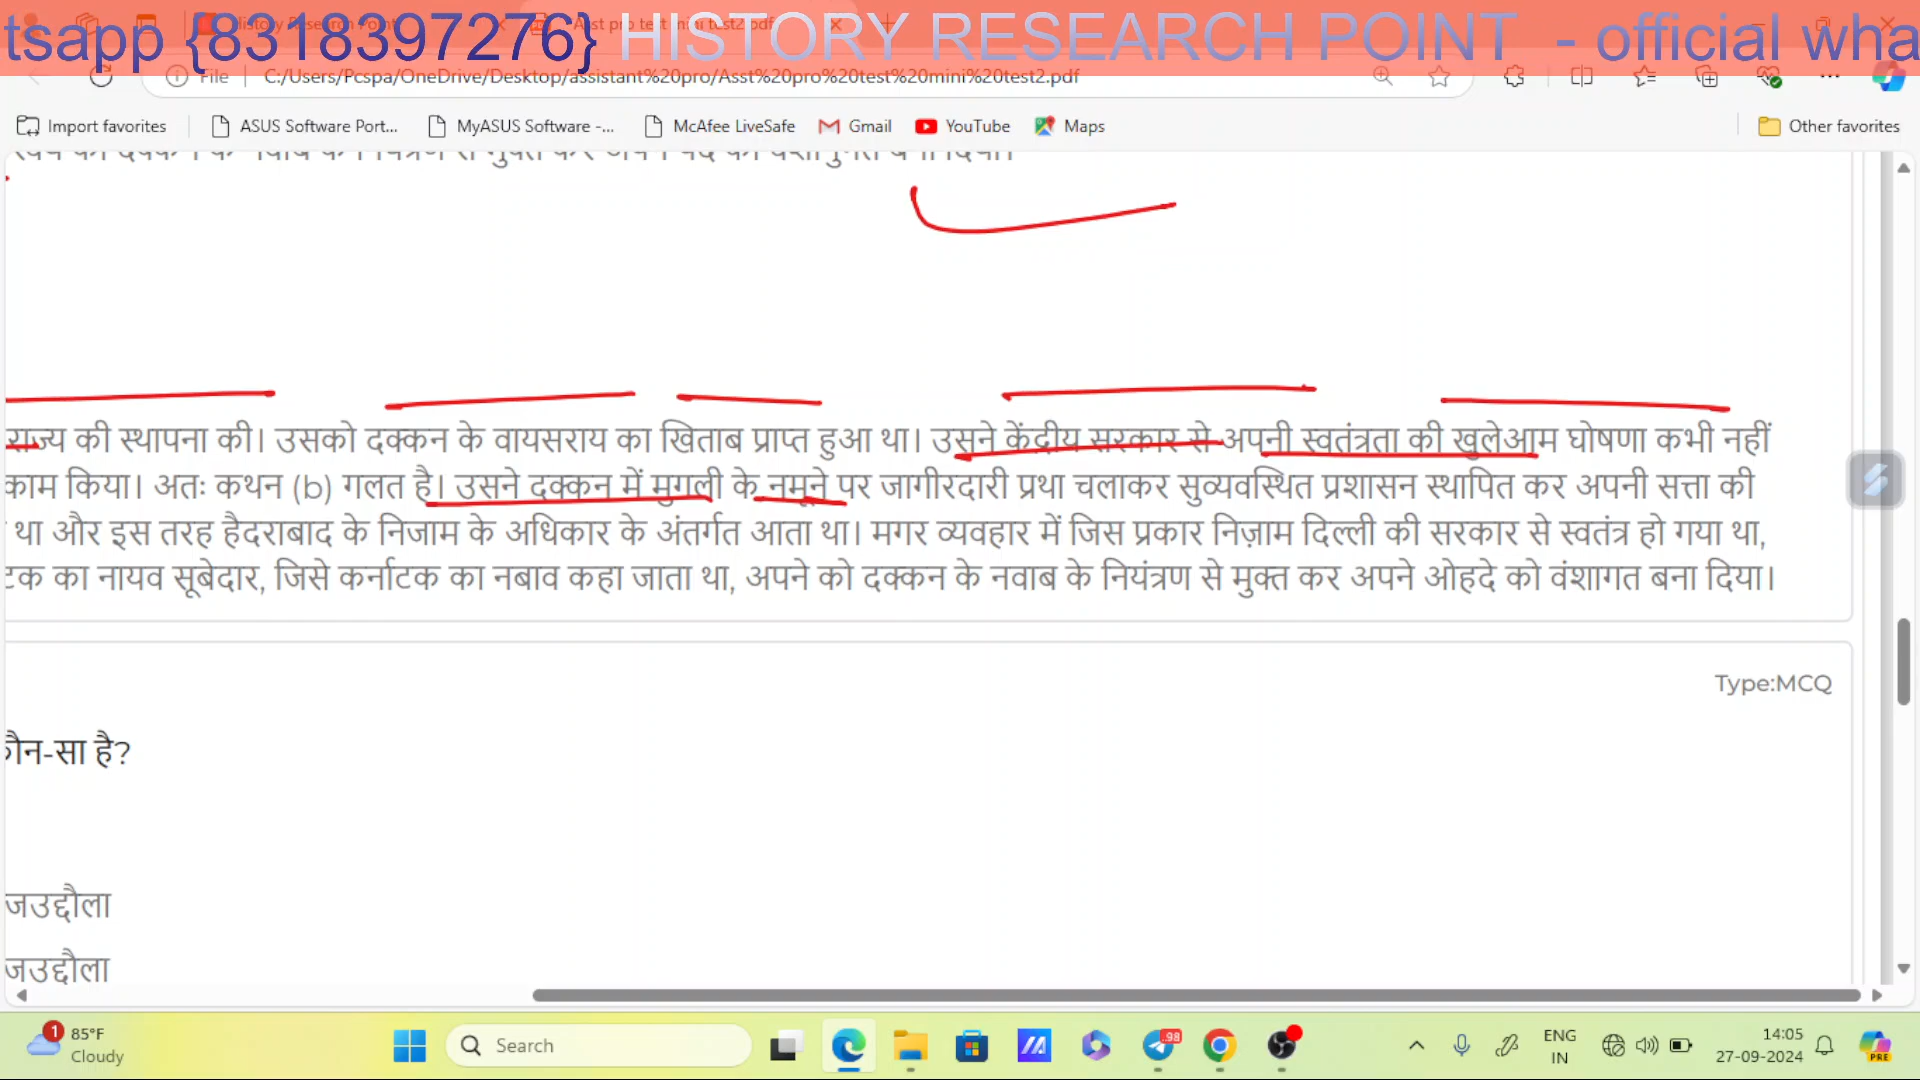 tsapp {8318397276} HISTORY RESEARCH POINT - official wha
File C:/Users/Pcspa/OneDrive/Desktop/assistant%20pro/Asst%20pro%20test%20mini%20test2.pdf
Import favorites ASUS Software Port... MyASUS Software -... McAfee LiveSafe Gmail YouTube Maps Other favorites
राज्य की स्थापना की। उसको दक्कन के वायसराय का खिताब प्राप्त हुआ था। उसने केंद्रीय सरकार से अपनी स्वतंत्रता की खुलेआम घोषणा कभी नहीं
काम किया। अतः कथन (b) गलत है। उसने दक्कन में मुगली के नमूने पर जागीरदारी प्रथा चलाकर सुव्यवस्थित प्रशासन स्थापित कर अपनी सत्ता की
था और इस तरह हैदराबाद के निजाम के अधिकार के अंतर्गत आता था। मगर व्यवहार में जिस प्रकार निज़ाम दिल्ली की सरकार से स्वतंत्र हो गया था,
टक का नायव सूबेदार, जिसे कर्नाटक का नबाव कहा जाता था, अपने को दक्कन के नवाब के नियंत्रण से मुक्त कर अपने ओहदे को वंशागत बना दिया।
Type:MCQ
कौन-सा है?
जउद्दौला
जउद्दौला
1 85°F
Cloudy
Search
98
PRE
ENG
IN
14:05
27-09-2024